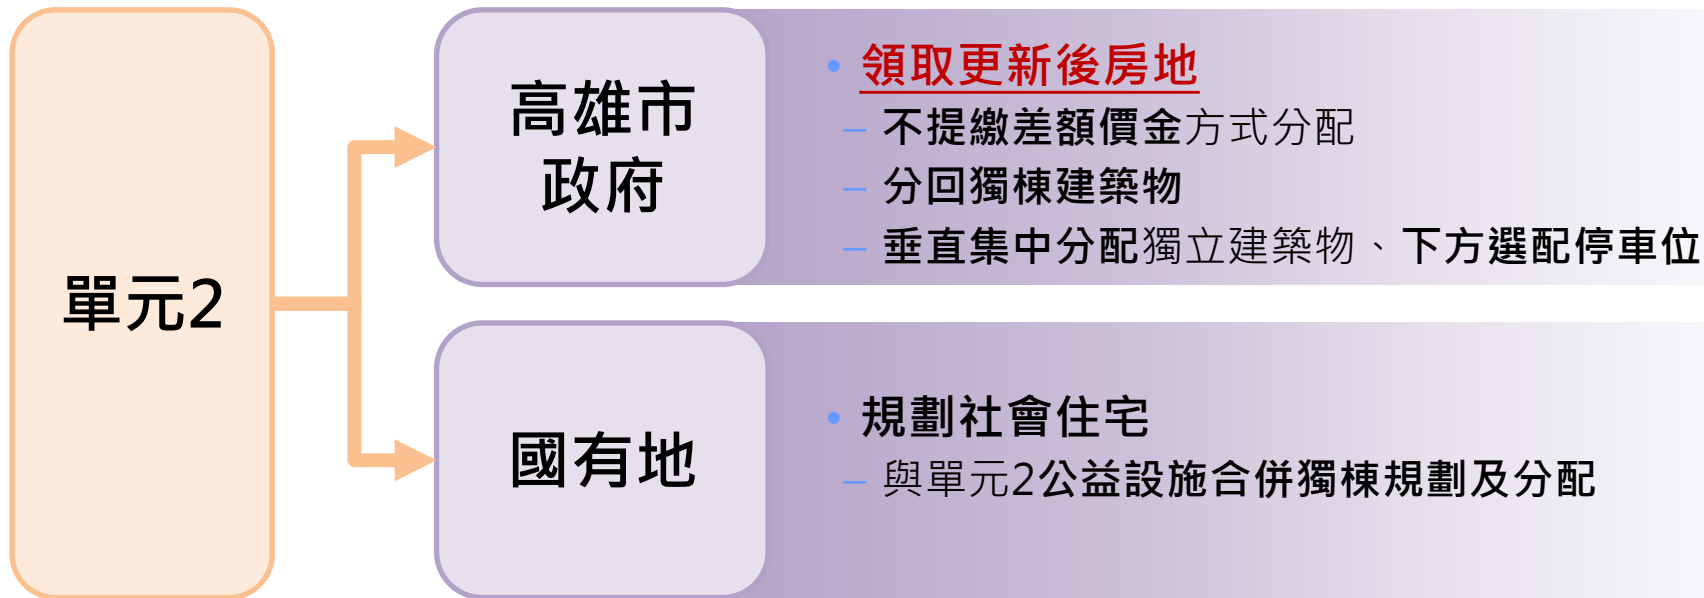 單元2
高雄市
政府
• 領取更新後房地
– 不提繳差額價金方式分配
– 分回獨棟建築物
– 垂直集中分配獨立建築物、下方選配停車位
國有地
• 規劃社會住宅
– 與單元2公益設施合併獨棟規劃及分配